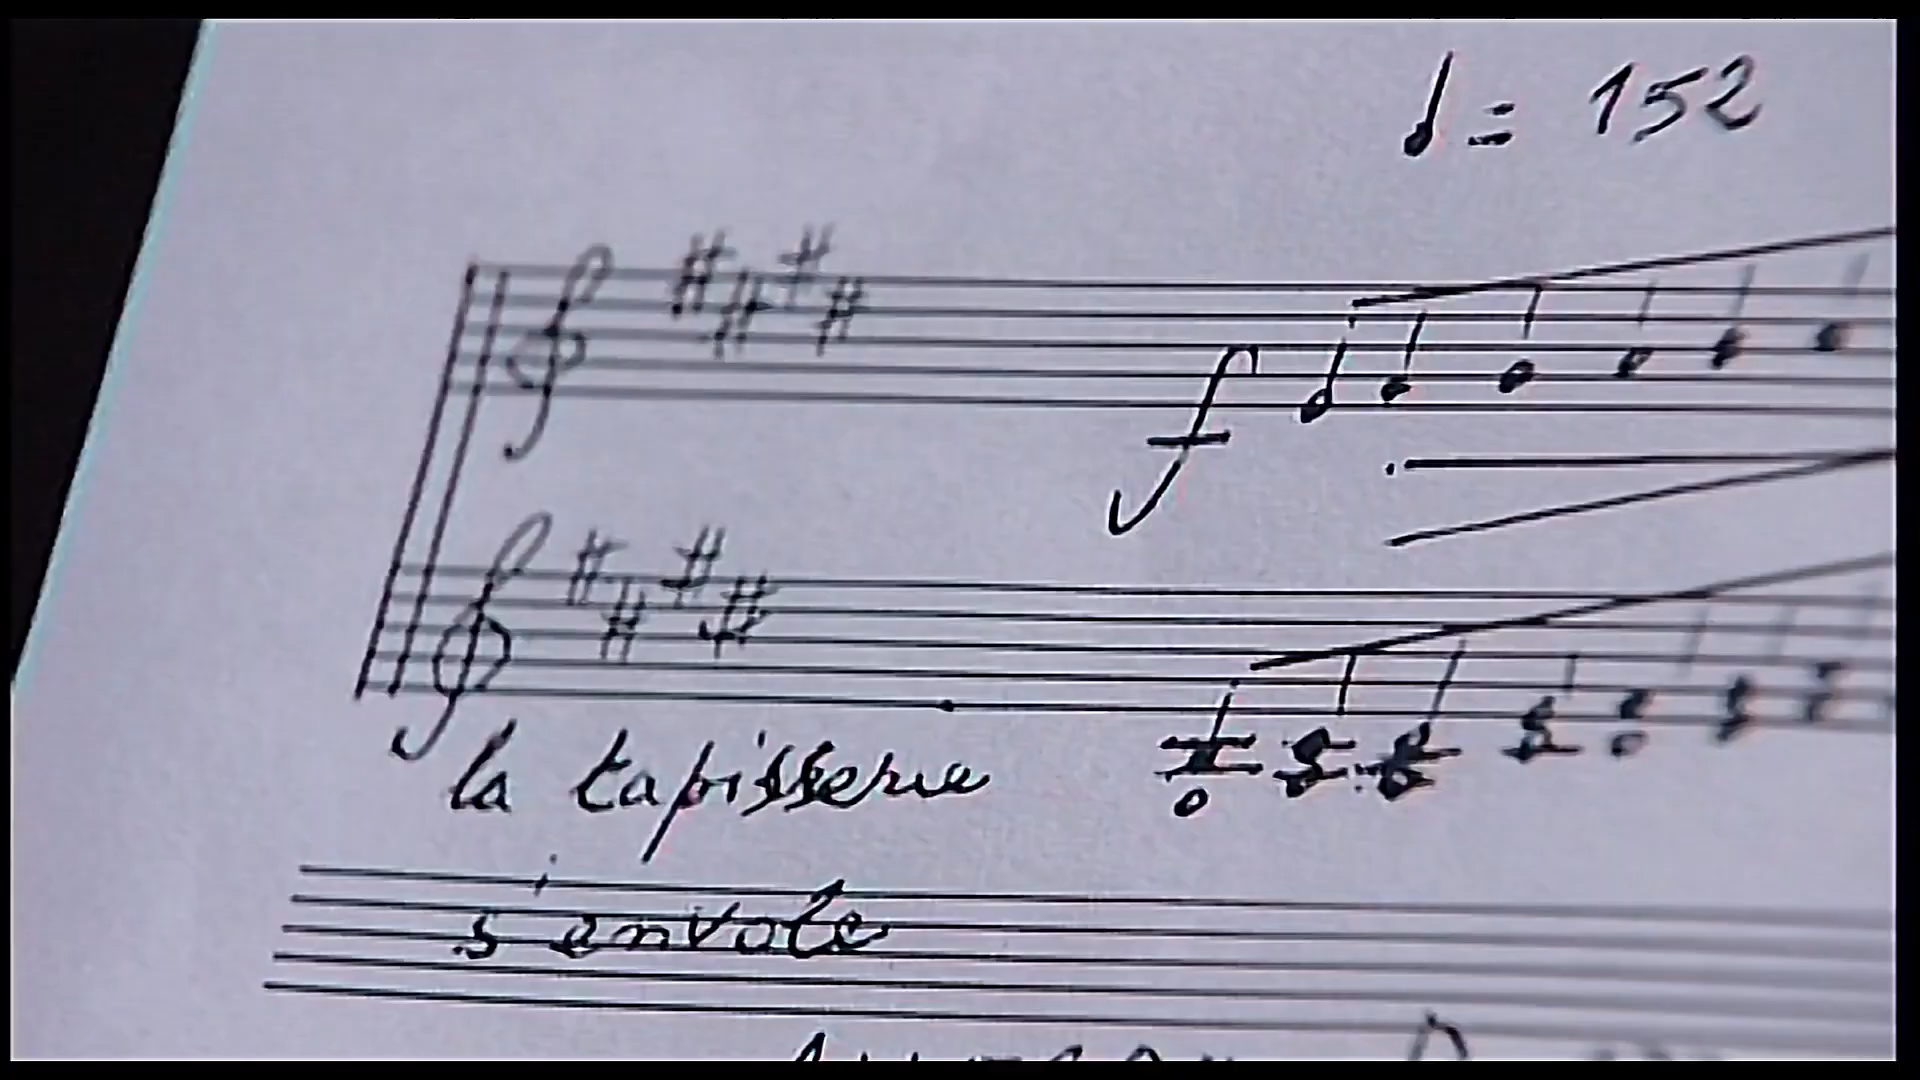 ♩ = 152
f
la tapisserie
s'envole